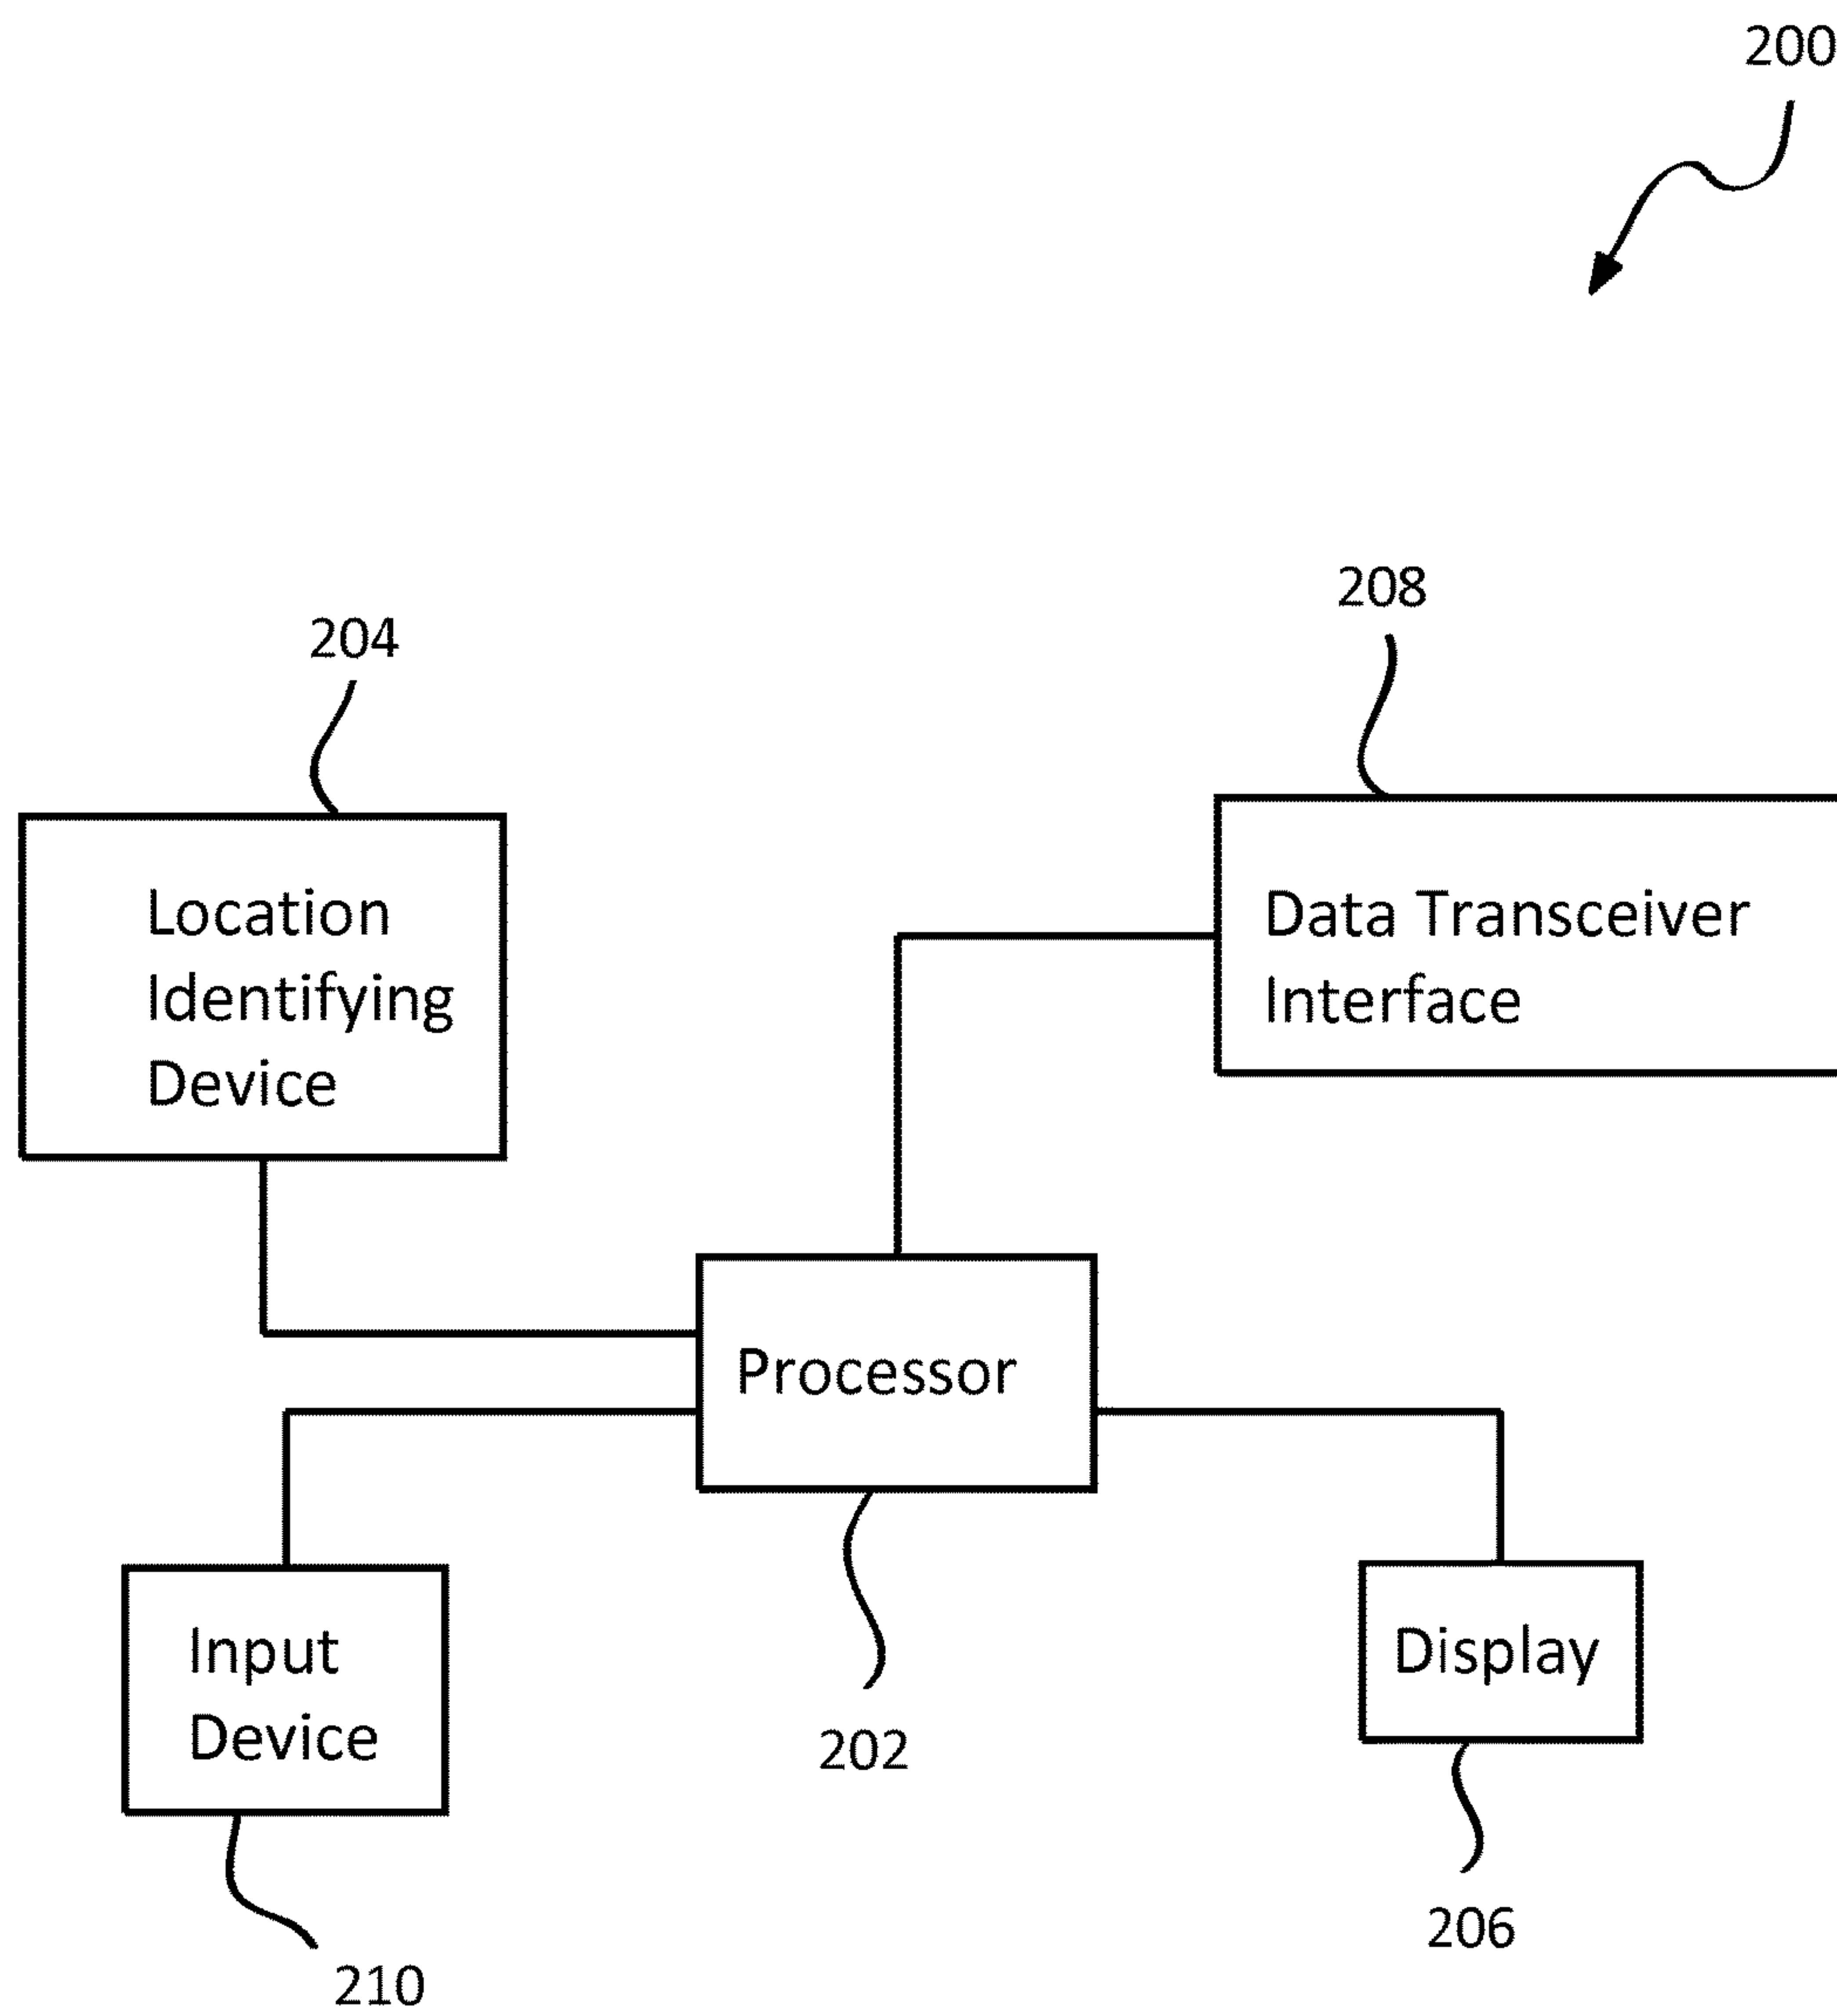 200
208
204
Location
Identifying
Device
Data Transceiver
Interface
Processor
Input
Device
Display
202
206
210